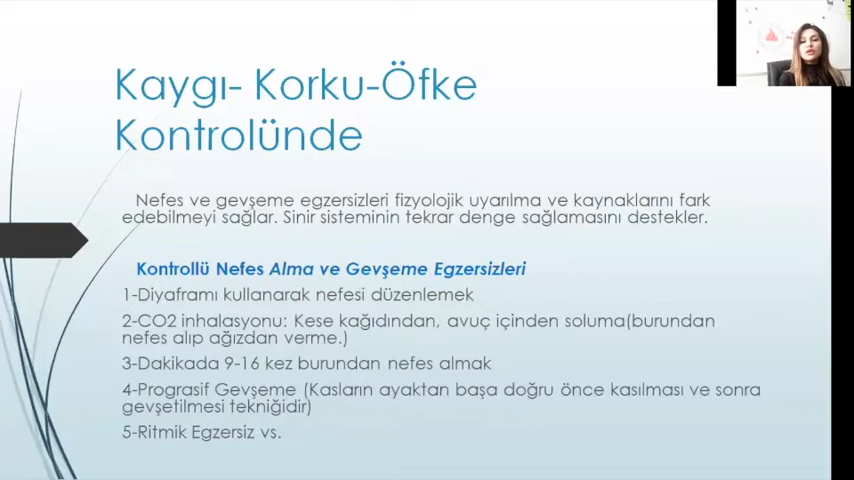 Kaygı- Korku-Öfke
Kontrolünde
Nefes ve gevşeme egzersizleri fizyolojik uyarılma ve kaynaklarını fark
edebilmeyi sağlar. Sinir sisteminin tekrar denge sağlamasını destekler.
Kontrollü Nefes Alma ve Gevşeme Egzersizleri
1-Diyaframı kullanarak nefesi düzenlemek
2-CO2 inhalasyonu: Kese kağıdından, avuç içinden soluma(burundan
nefes alıp ağızdan verme.)
3-Dakikada 9-16 kez burundan nefes almak
4-Prograsif Gevşeme (Kasların ayaktan başa doğru önce kasılması ve sonra
gevşetilmesi tekniğidir)
5-Ritmik Egzersiz vs.